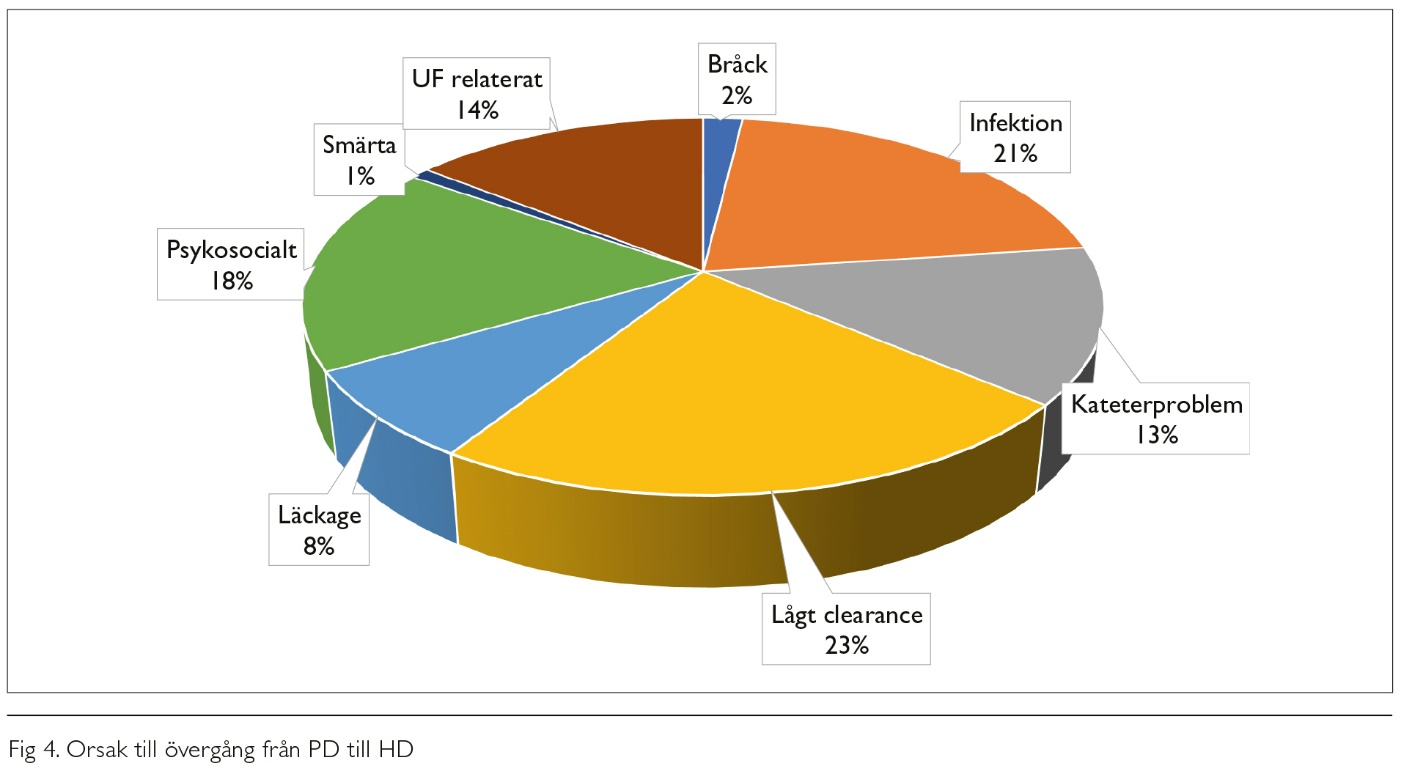 Bråck
2%
UF relaterat
14%
Infektion
21%
Smärta
1%
Psykosocialt
18%
Kateterproblem
13%
Läckage
8%
Lågt clearance
23%
Fig 4. Orsak till övergång från PD till HD